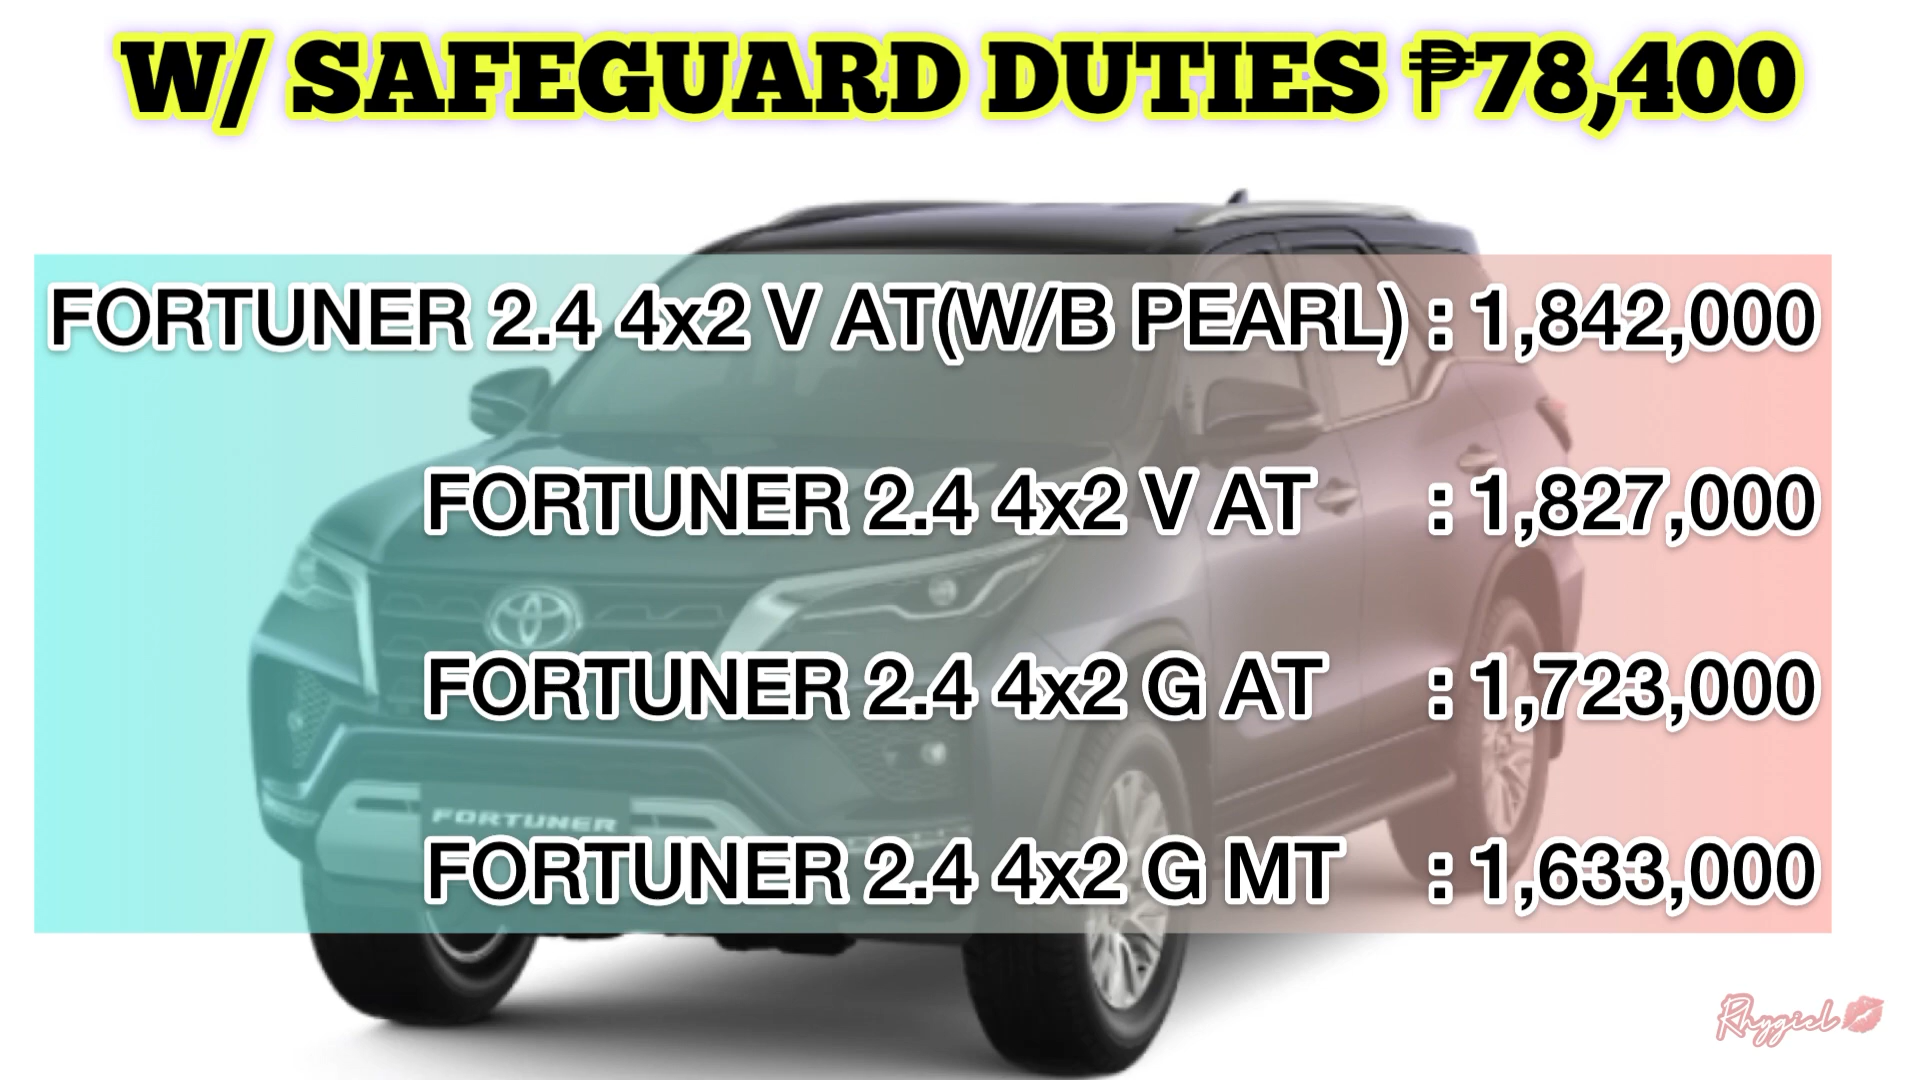 W/ SAFEGUARD DUTIES ₱78,400
FORTUNER 2.4 4x2 V AT(W/B PEARL) : 1,842,000
FORTUNER 2.4 4x2 V AT : 1,827,000
FORTUNER 2.4 4x2 G AT : 1,723,000
FORTUNER
FORTUNER 2.4 4x2 G MT : 1,633,000
Rhygiel